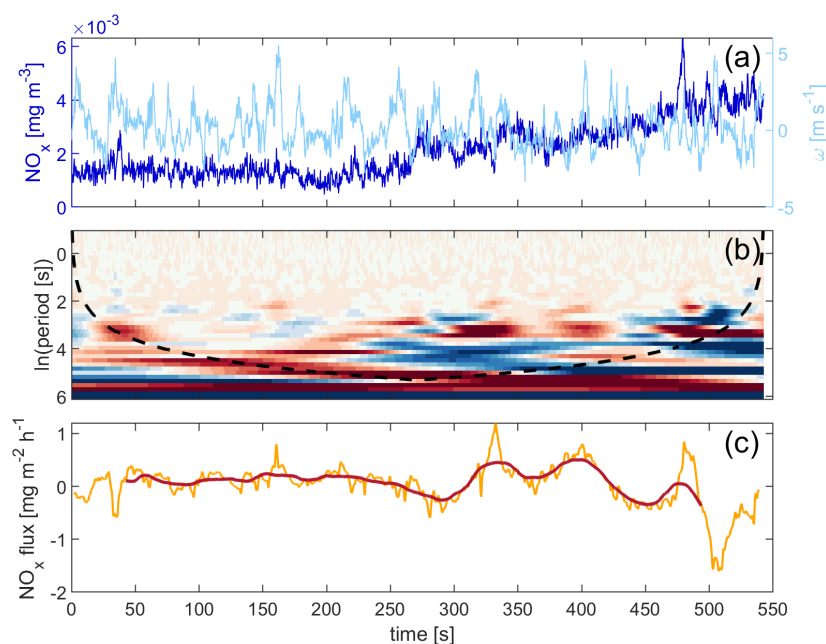 ×10⁻³
(a)
6
4
2
0
NOₓ [mg m⁻³]
5
0
-5
ω [m s⁻¹]
(b)
0
2
4
6
ln(period [s])
(c)
1
0
-1
-2
NOₓ flux [mg m⁻² h⁻¹]
0 50 100 150 200 250 300 350 400 450 500 550
time [s]